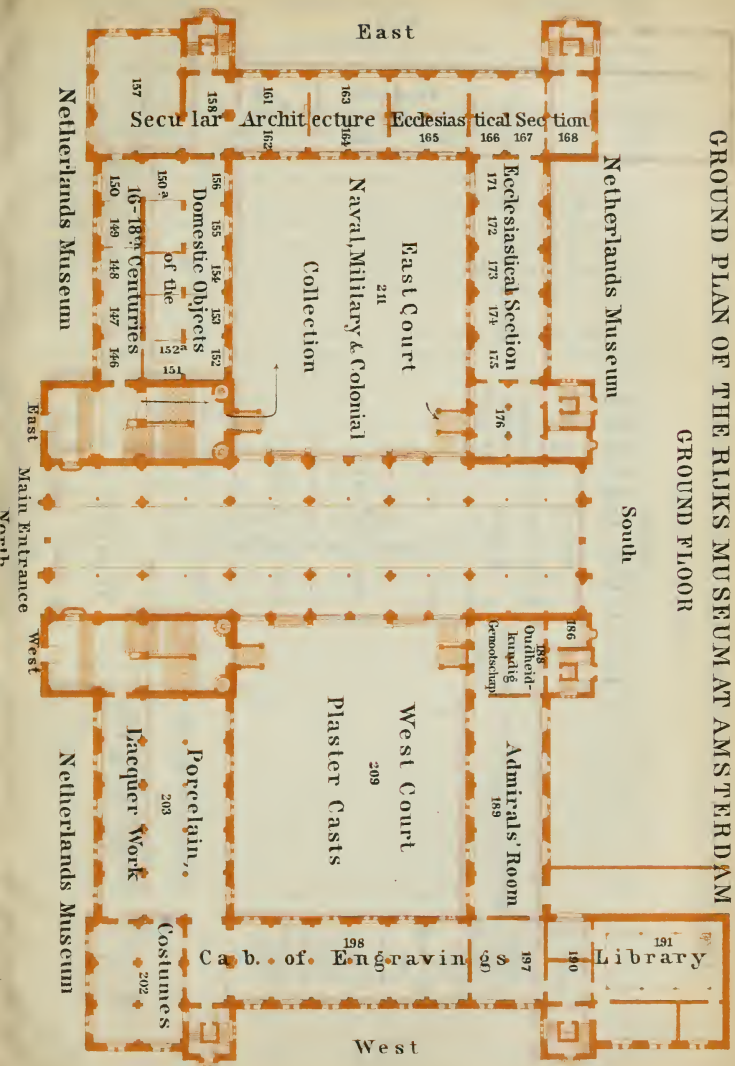 GROUND PLAN OF THE RIJKS MUSEUM AT AMSTERDAM
GROUND FLOOR
East
157
158
161
162
163
164
165
166
167
168
Secular Architecture
Ecclesiastical Section
Netherlands Museum
Netherlands Museum
156
155
154
153
152
Domestic Objects
of the
16-18th Centuries
150a
152a
151
150
149
148
147
146
East Court
211
Naval, Military & Colonial
Collection
Ecclesiastical Section
171
172
173
174
175
176
South
East
Main Entrance
North
West
186
188
Oudheid-
kundig
Genootschap
Admirals' Room
189
West Court
209
Plaster Casts
Porcelain,
203
Lacquer Work
Netherlands Museum
Costumes
202
Cab. of Engravings
198
197
190
191
Library
West